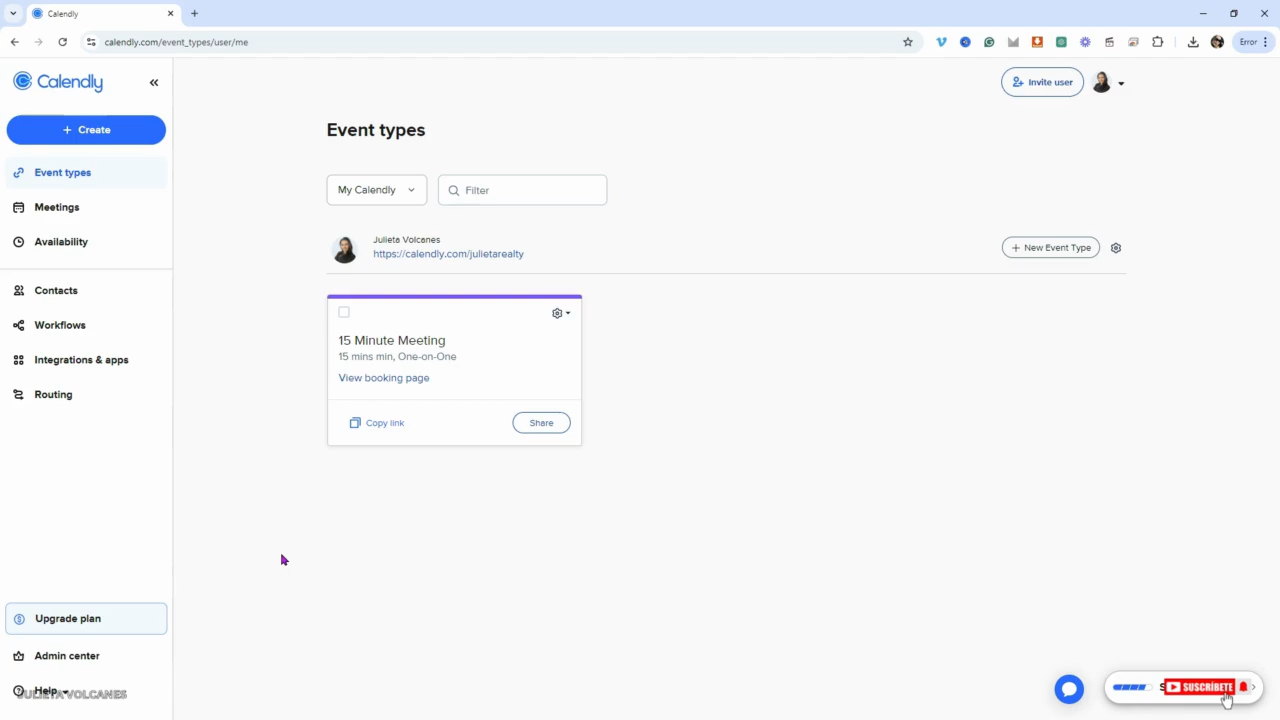 Calendly
calendly.com/event_types/user/me
Error
Calendly
Invite user
+ Create
Event types
Event types
Meetings
My Calendly
Filter
Availability
Julieta Volcanes
https://calendly.com/julietarealty
+ New Event Type
Contacts
Workflows
15 Minute Meeting
15 mins min, One-on-One
Integrations & apps
View booking page
Routing
Copy link
Share
Upgrade plan
Admin center
Help
JULIETA VOLCANES
SUSCRÍBETE